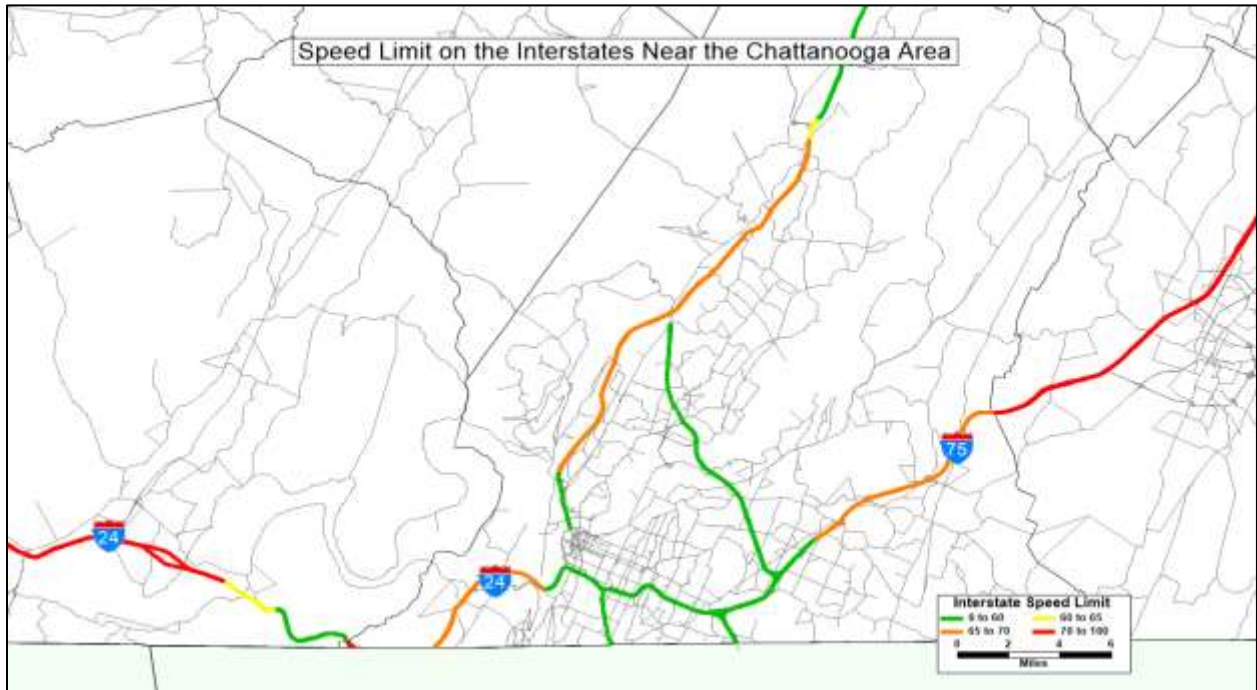 Speed Limit on the Interstates Near the Chattanooga Area
75
24
24
Interstate Speed Limit
0 to 60 60 to 65
65 to 70 70 to 100
0 2 4 6
Miles